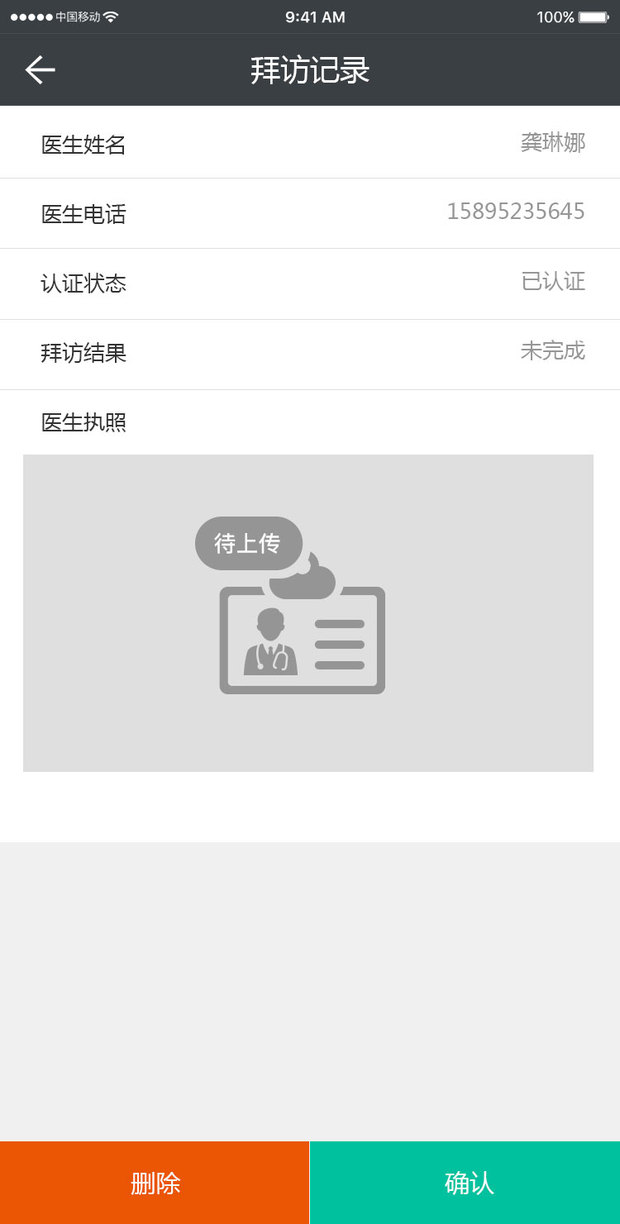 中国移动 9:41 AM 100%
拜访记录
医生姓名 龚琳娜
医生电话 15895235645
认证状态 已认证
拜访结果 未完成
医生执照
待上传
删除 确认